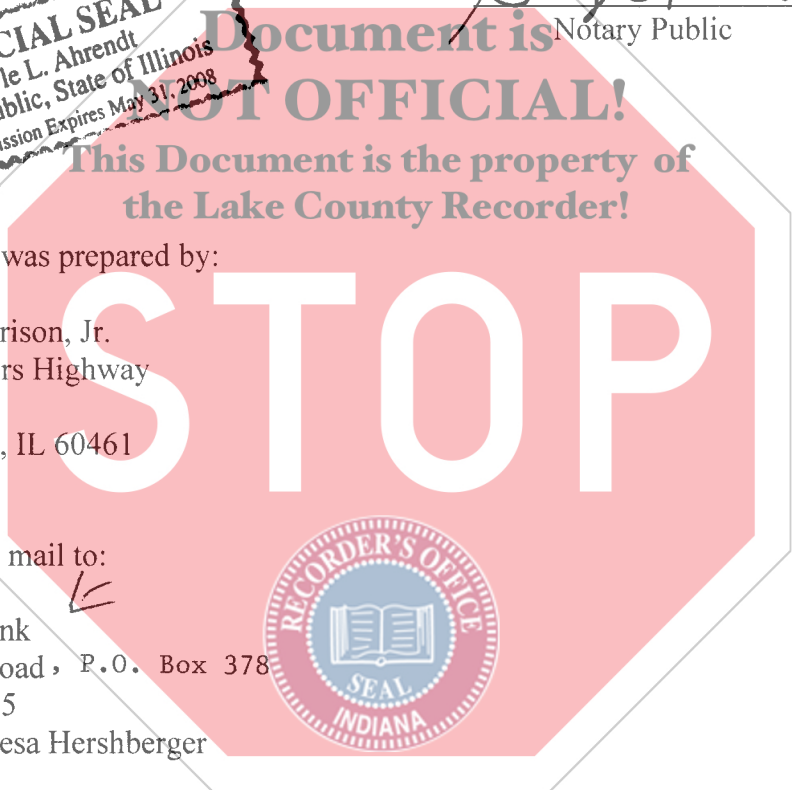 CIAL SEAL
le L. Ahrendt
blic, State of Illinois
ssion Expires May 31, 2008
Notary Public
Document is
NOT OFFICIAL!
This Document is the property of
the Lake County Recorder!
was prepared by:
rison, Jr.
rs Highway
, IL 60461
STOP
mail to:
nk
oad, P.O. Box 378
5
esa Hershberger
RECORDER'S OFFICE
SEAL
INDIANA